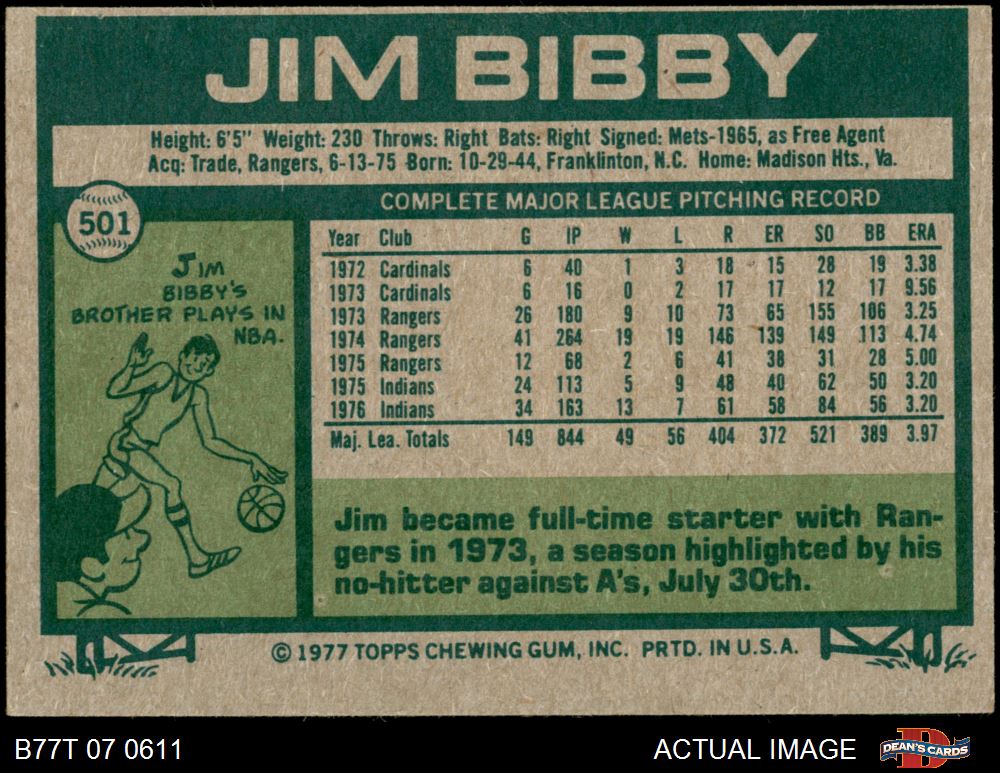 JIM BIBBY
Height: 6'5" Weight: 230 Throws: Right Bats: Right Signed: Mets-1965, as Free Agent
Acq: Trade, Rangers, 6-13-75 Born: 10-29-44, Franklinton, N.C. Home: Madison Hts., Va.
501
JIM
BIBBY'S
BROTHER PLAYS IN
NBA.
COMPLETE MAJOR LEAGUE PITCHING RECORD
Year Club G IP W L R ER SO BB ERA
1972 Cardinals 6 40 1 3 18 15 28 19 3.38
1973 Cardinals 6 16 0 2 17 17 12 17 9.56
1973 Rangers 26 180 9 10 73 65 155 106 3.25
1974 Rangers 41 264 19 19 146 139 149 113 4.74
1975 Rangers 12 68 2 6 41 38 31 28 5.00
1975 Indians 24 113 5 9 48 40 62 50 3.20
1976 Indians 34 163 13 7 61 58 84 56 3.20
Maj. Lea. Totals 149 844 49 56 404 372 521 389 3.97
Jim became full-time starter with Ran-
gers in 1973, a season highlighted by his
no-hitter against A's, July 30th.
© 1977 TOPPS CHEWING GUM, INC. PRTD. IN U.S.A.
B77T 07 0611 ACTUAL IMAGE DEAN'S CARDS